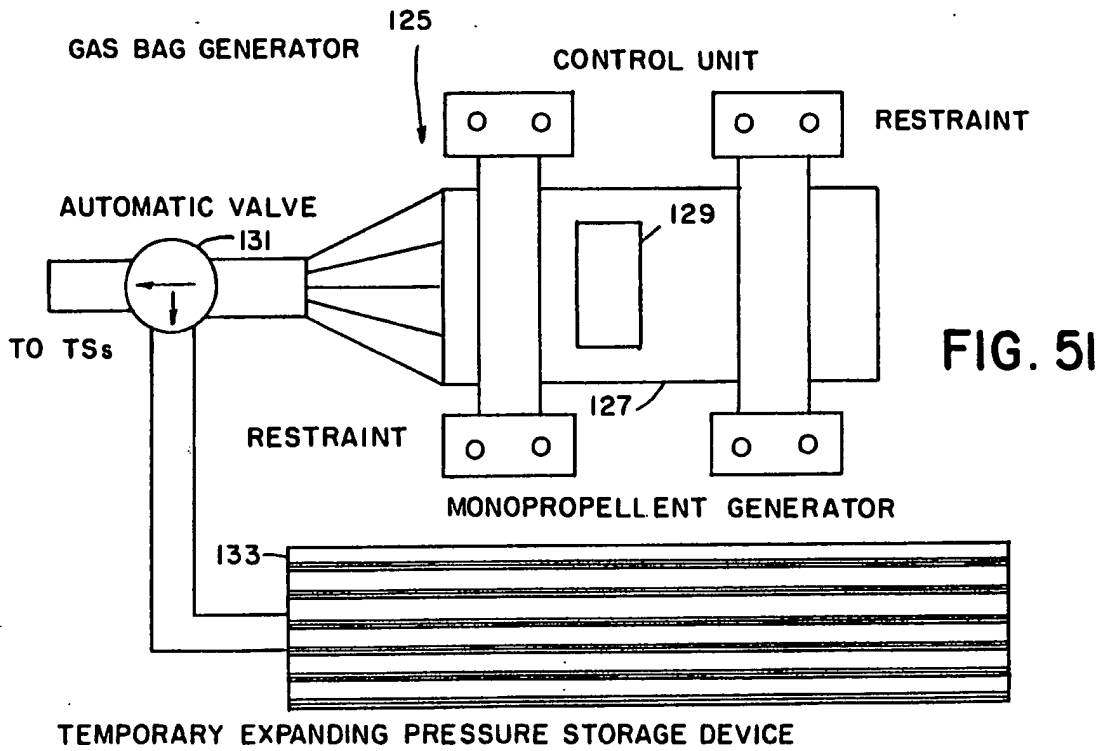 125
GAS BAG GENERATOR
CONTROL UNIT
RESTRAINT
AUTOMATIC VALVE
131
129
TO TSs
FIG. 51
127
RESTRAINT
MONOPROPELLENT GENERATOR
133
TEMPORARY EXPANDING PRESSURE STORAGE DEVICE